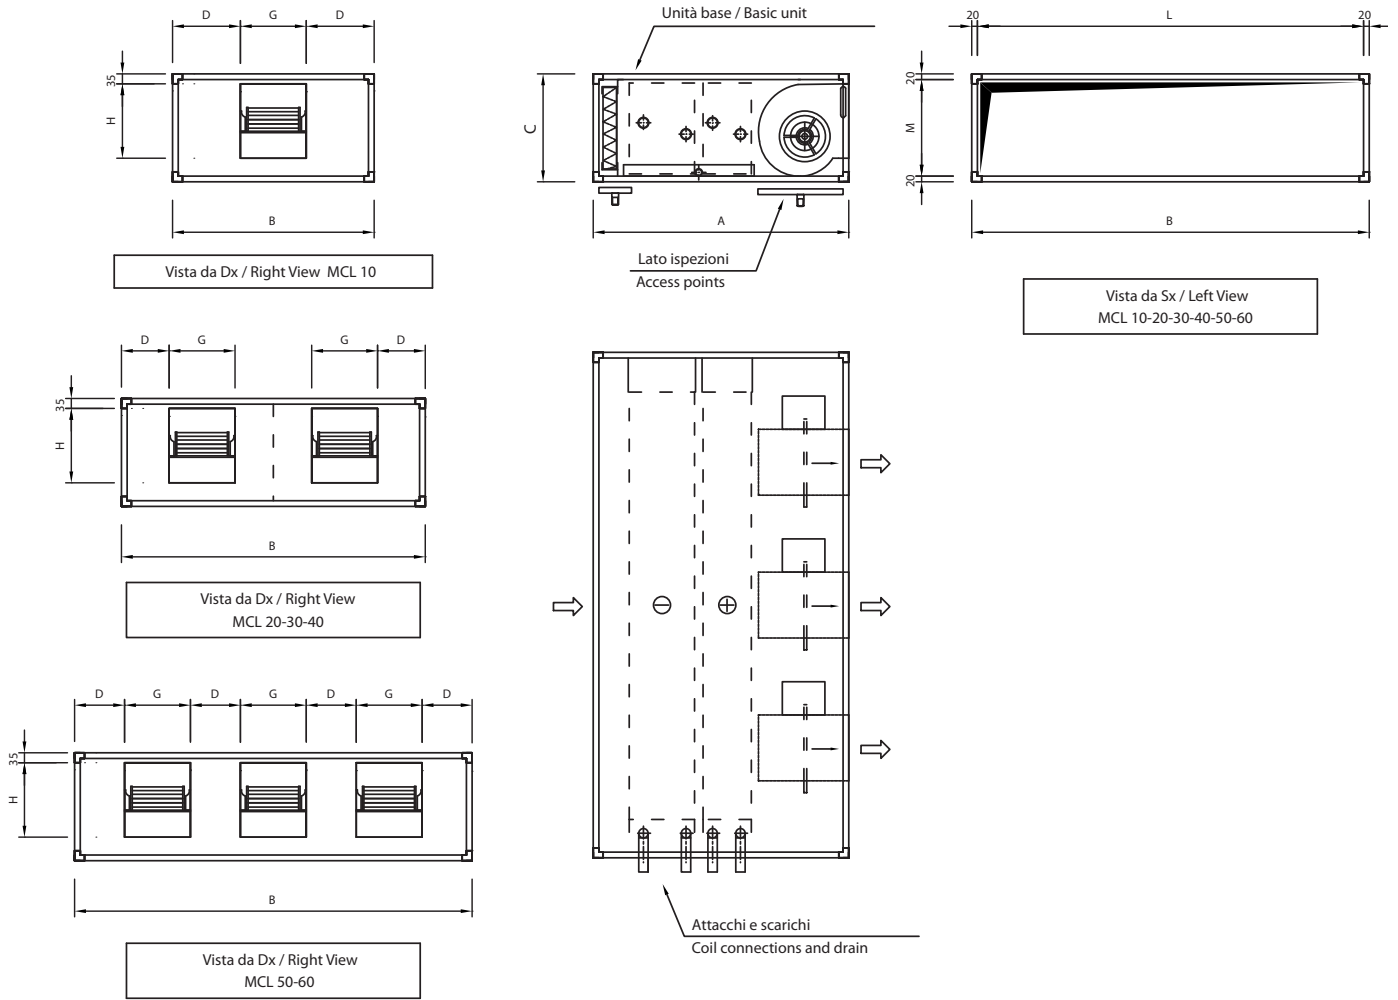 D G D
35
H
B
Vista da Dx / Right View MCL 10
Unità base / Basic unit
C
A
Lato ispezioni
Access points
20 L 20
20
M
20
B
Vista da Sx / Left View
MCL 10-20-30-40-50-60
D G G D
35
H
B
Vista da Dx / Right View
MCL 20-30-40
D G D G D G D
35
H
B
Vista da Dx / Right View
MCL 50-60
Attacchi e scarichi
Coil connections and drain